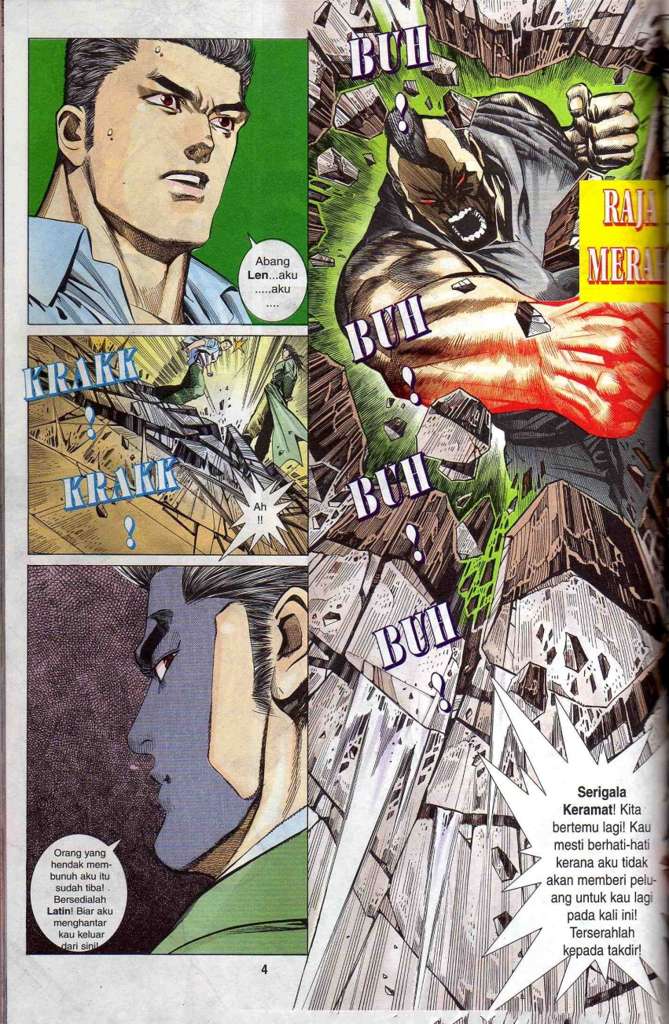 Abang
Len...aku
.....aku
....
KRAKK
!
KRAKK
!
Ah
!!
Orang yang
hendak mem-
bunuh aku itu
sudah tiba!
Bersedialah
Latin! Biar aku
menghantar
kau keluar
dari sini!
4
BUH
!
RAJA
MERAH
BUH
!
BUH
!
BUH
!
Serigala
Keramat! Kita
bertemu lagi! Kau
mesti berhati-hati
kerana aku tidak
akan memberi pelu-
ang untuk kau lagi
pada kali ini!
Terserahlah
kepada takdir!